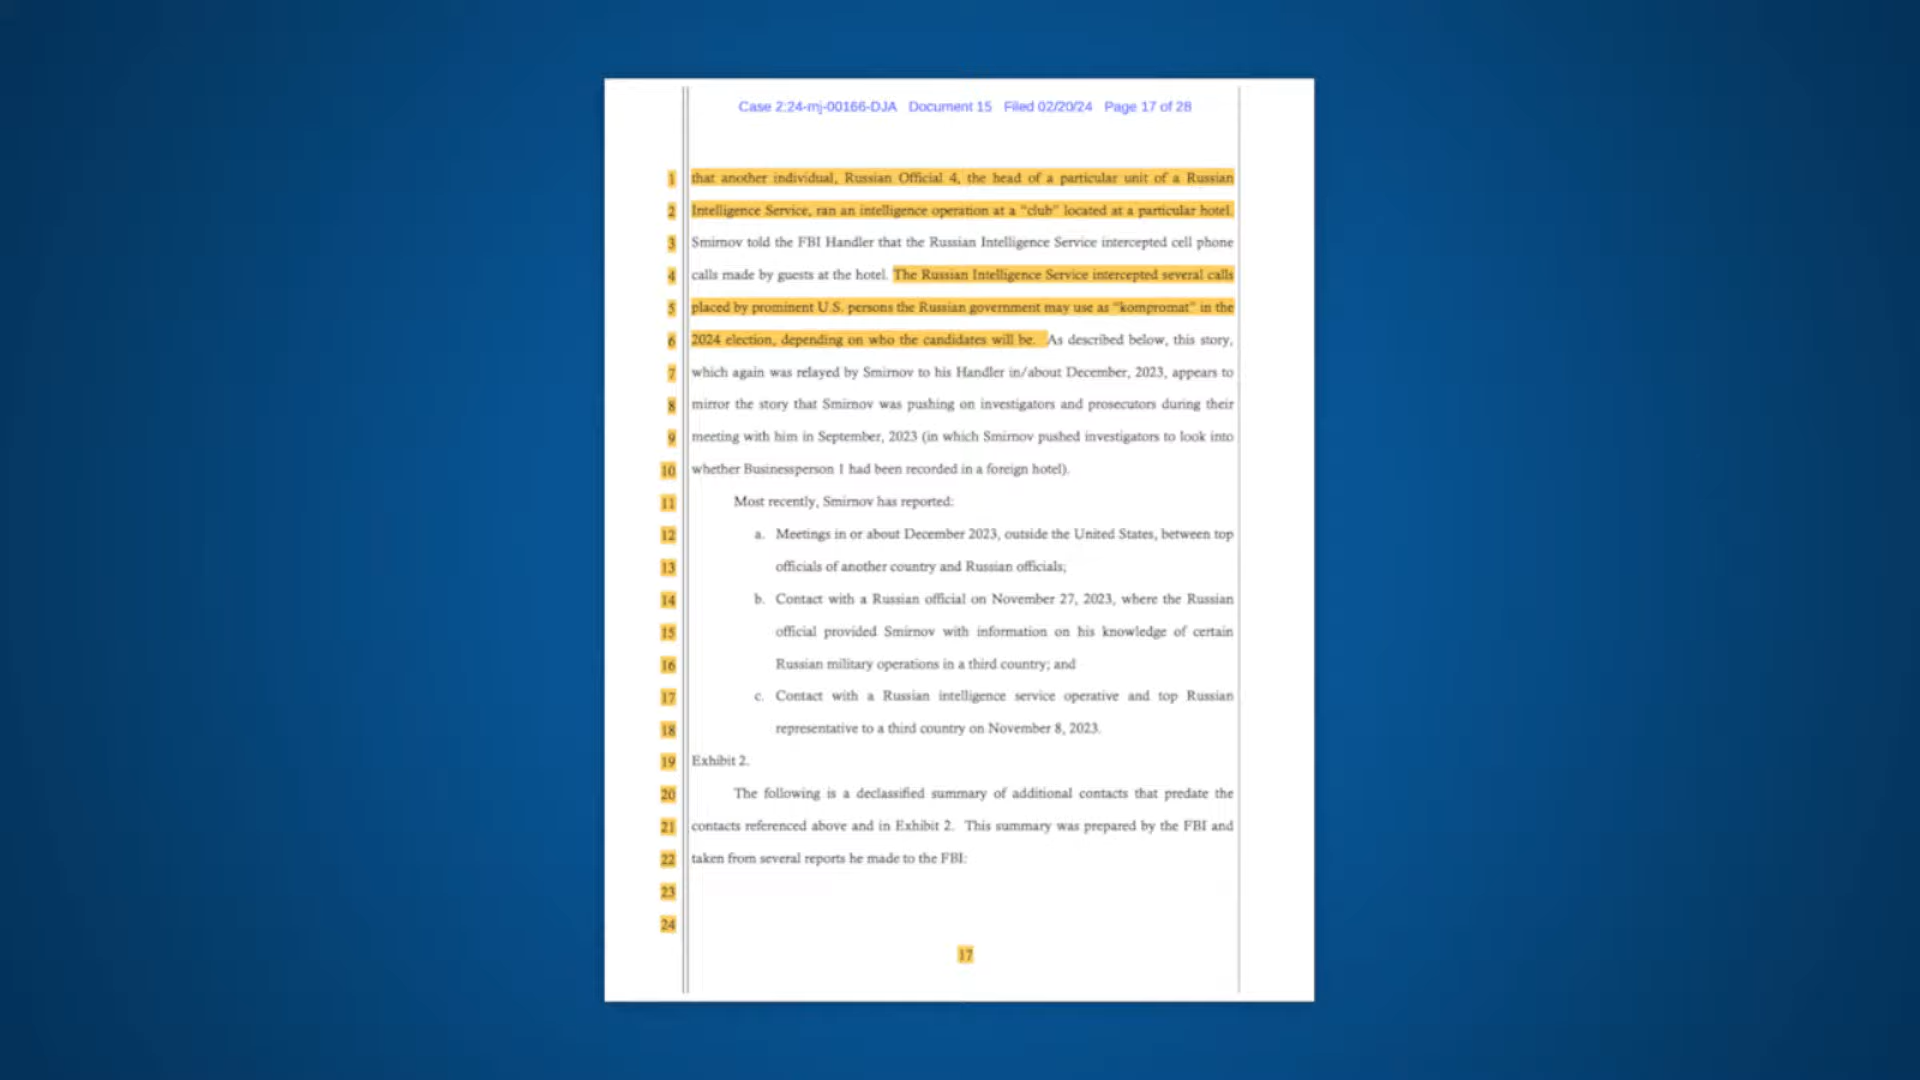 Case 2:24-mj-00166-DJA Document 15 Filed 02/20/24 Page 17 of 28
1 that another individual, Russian Official 4, the head of a particular unit of a Russian
2 Intelligence Service, ran an intelligence operation at a "club" located at a particular hotel.
3 Smirnov told the FBI Handler that the Russian Intelligence Service intercepted cell phone
4 calls made by guests at the hotel. The Russian Intelligence Service intercepted several calls
5 placed by prominent U.S. persons the Russian government may use as "kompromat" in the
6 2024 election, depending on who the candidates will be. As described below, this story,
7 which again was relayed by Smirnov to his Handler in/about December, 2023, appears to
8 mirror the story that Smirnov was pushing on investigators and prosecutors during their
9 meeting with him in September, 2023 (in which Smirnov pushed investigators to look into
10 whether Businessperson 1 had been recorded in a foreign hotel).
11 Most recently, Smirnov has reported:
12 a. Meetings in or about December 2023, outside the United States, between top
13 officials of another country and Russian officials;
14 b. Contact with a Russian official on November 27, 2023, where the Russian
15 official provided Smirnov with information on his knowledge of certain
16 Russian military operations in a third country; and
17 c. Contact with a Russian intelligence service operative and top Russian
18 representative to a third country on November 8, 2023.
19 Exhibit 2.
20 The following is a declassified summary of additional contacts that predate the
21 contacts referenced above and in Exhibit 2. This summary was prepared by the FBI and
22 taken from several reports he made to the FBI:
23
24
17